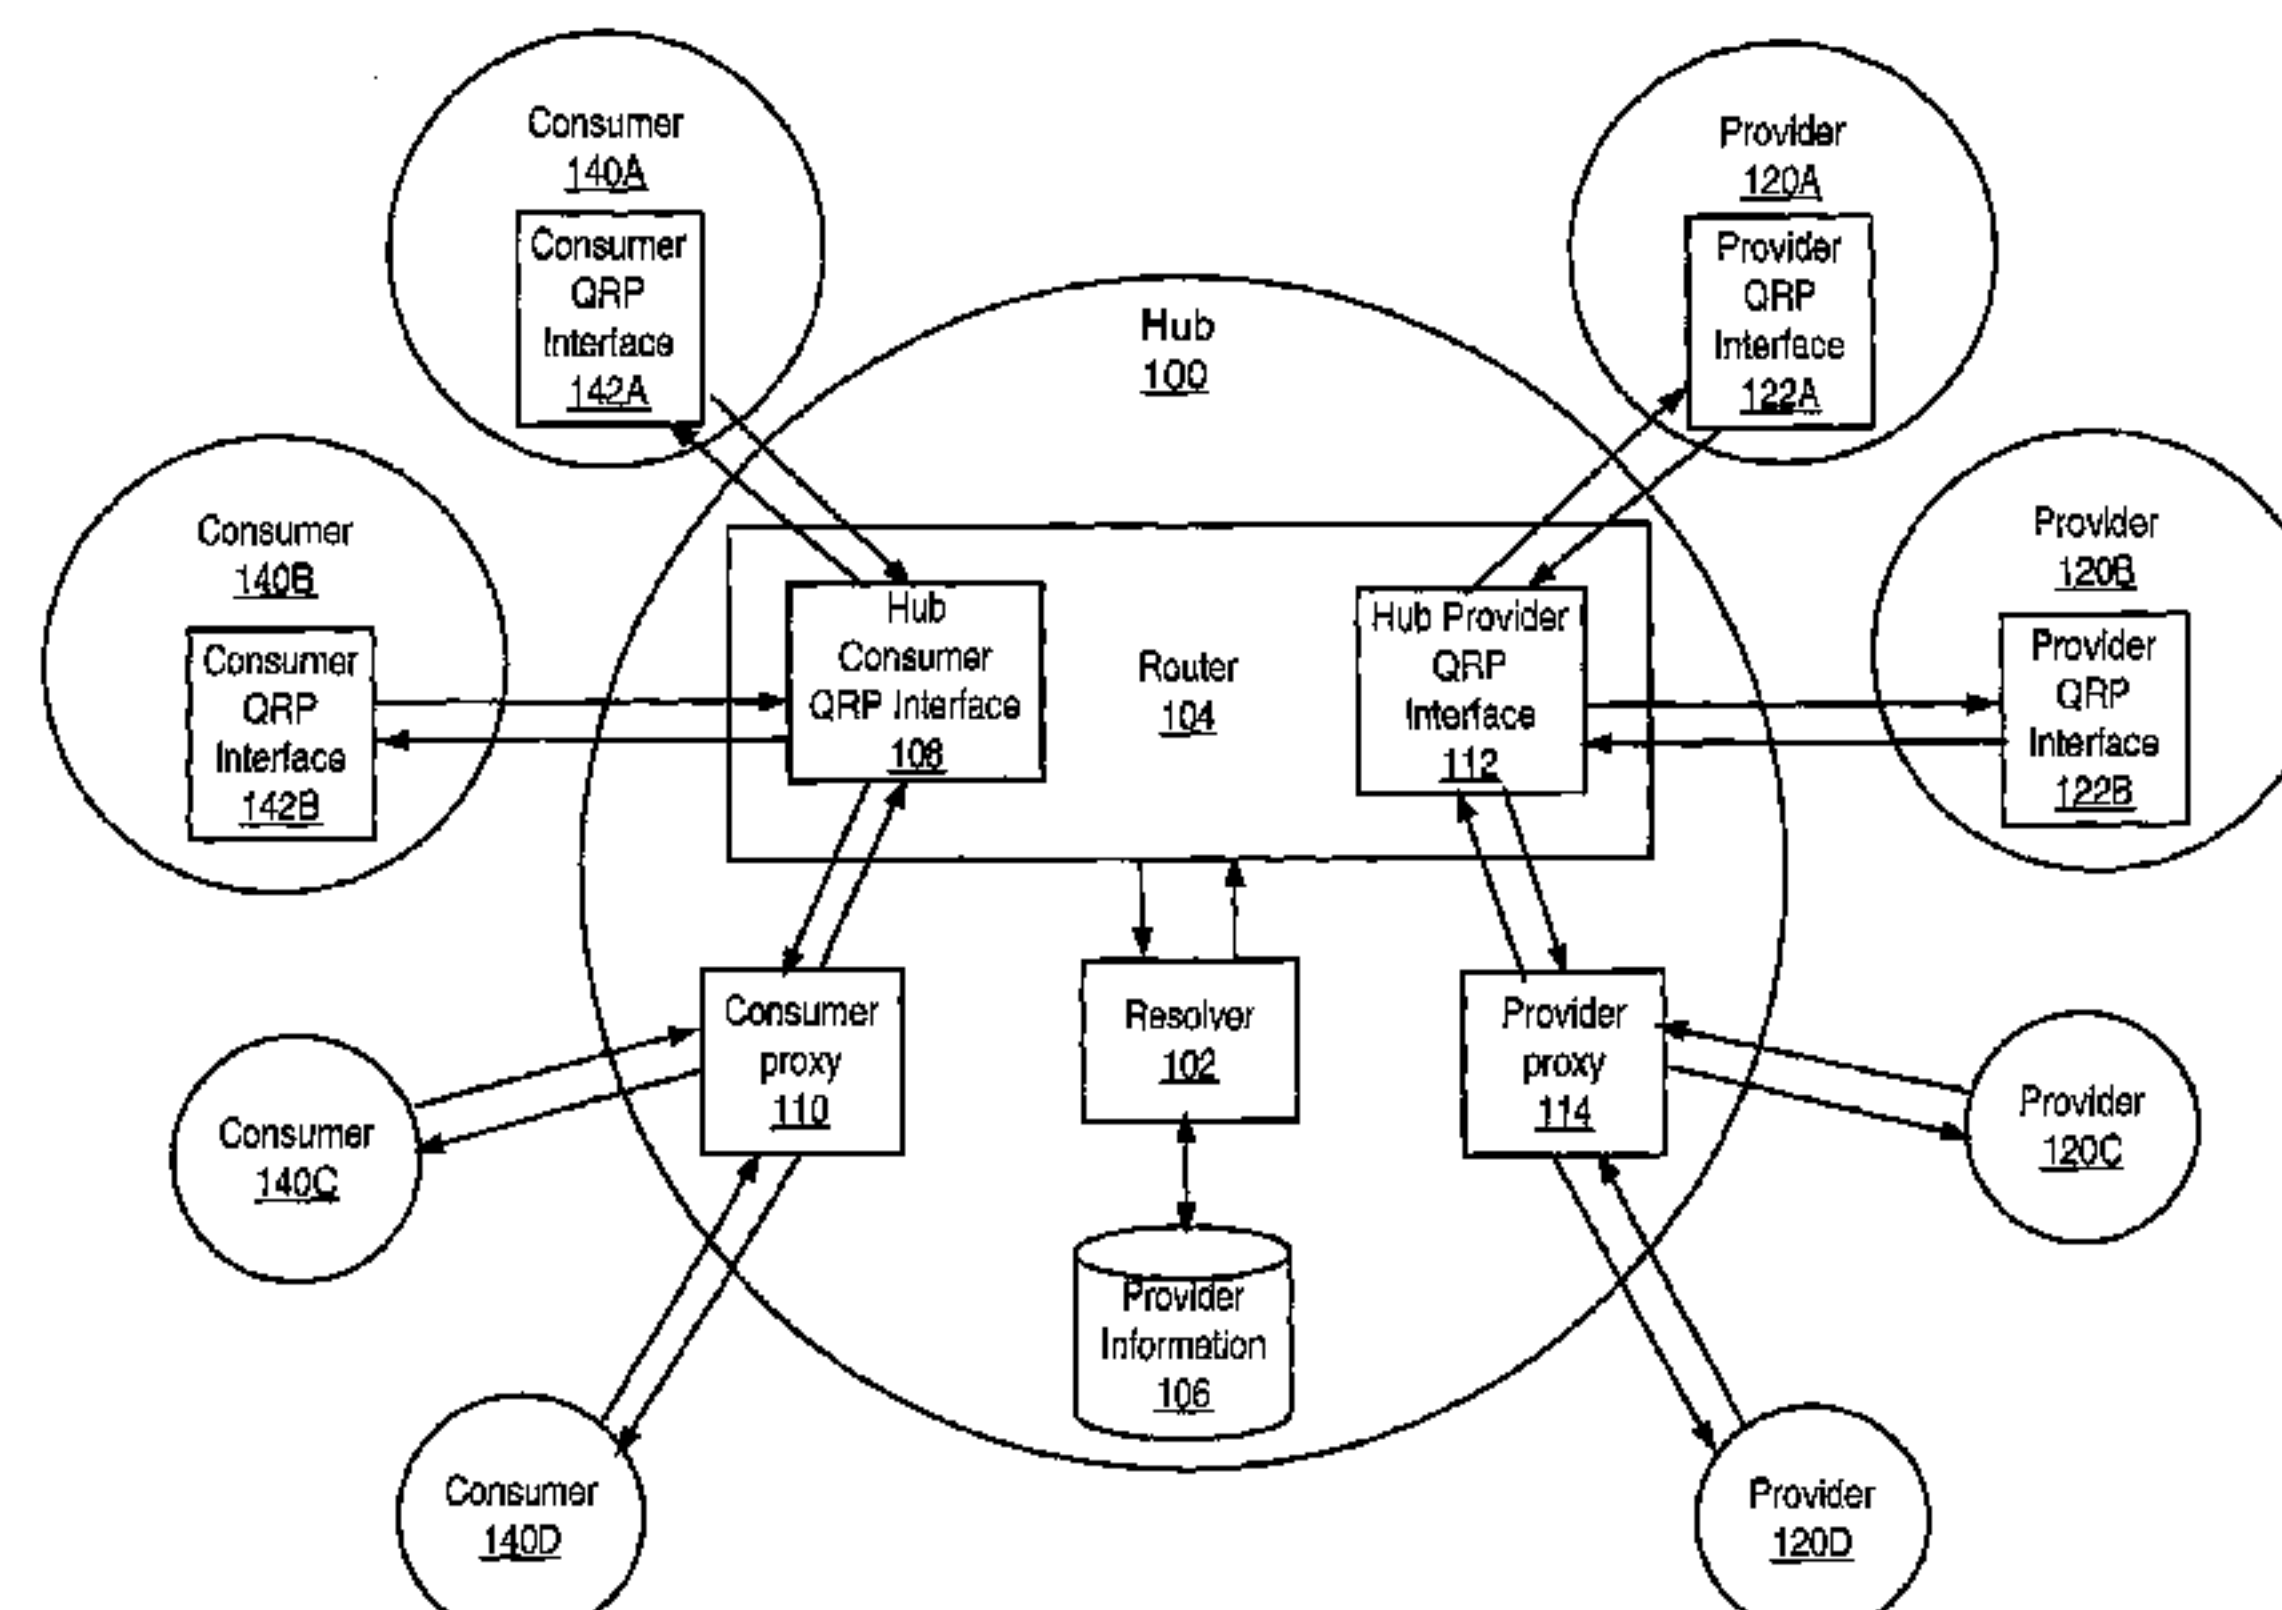 Consumer
140A
Consumer
QRP
Interface
142A
Provider
120A
Provider
QRP
Interface
122A
Hub
100
Consumer
140B
Consumer
QRP
Interface
142B
Hub
Consumer
QRP Interface
108
Router
104
Hub Provider
QRP
Interface
112
Provider
120B
Provider
QRP
Interface
122B
Consumer
proxy
110
Resolver
102
Provider
proxy
114
Consumer
140C
Provider
120C
Provider
Information
106
Consumer
140D
Provider
120D